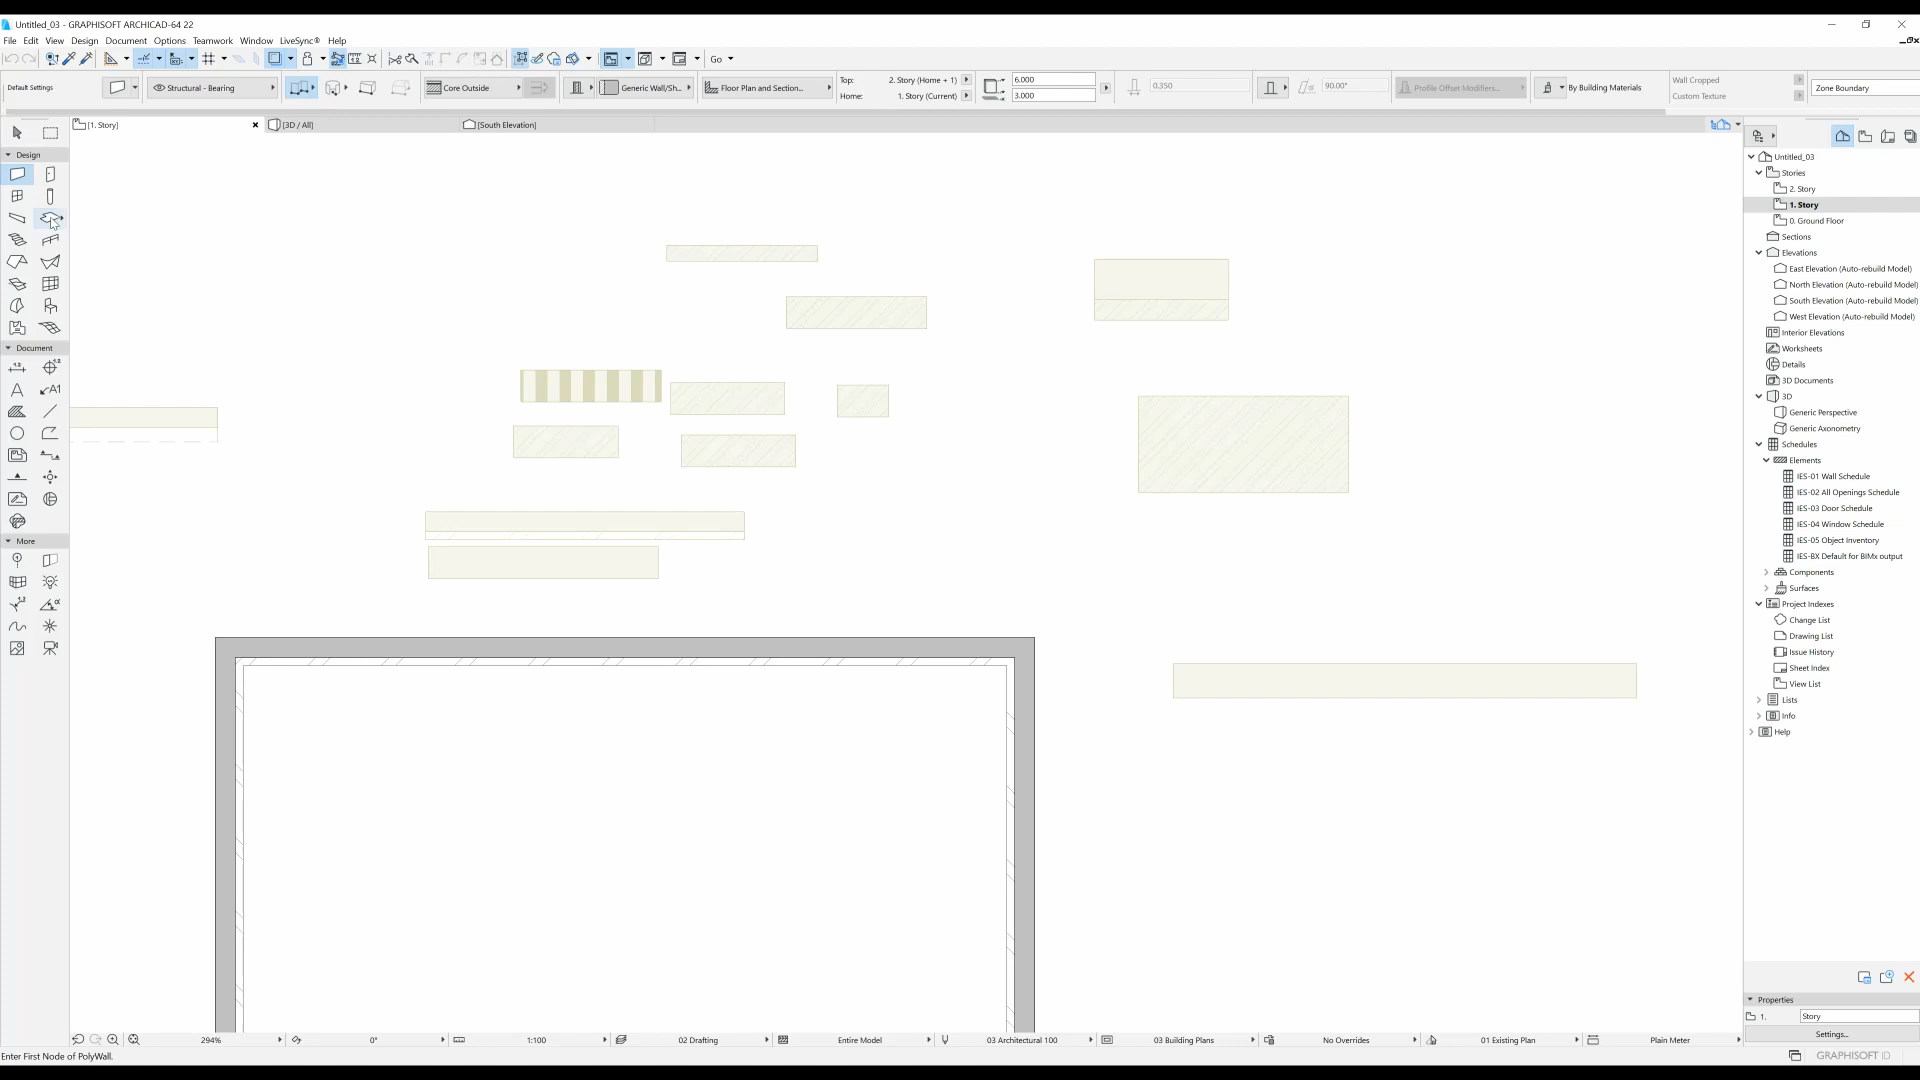 Untitled_03 - GRAPHISOFT ARCHICAD-64 22
File Edit View Design Document Options Teamwork Window LiveSync® Help
Go
Default Settings
Structural - Bearing
Core Outside
Generic Wall/Sh...
Floor Plan and Section...
Top: 2. Story (Home + 1)
Home: 1. Story (Current)
6.000
3.000
0.350
90.00°
Profile Offset Modifiers...
By Building Materials
Wall Cropped
Custom Texture
Zone Boundary
[1. Story]
[3D / All]
[South Elevation]
Design
Document
A
A1
More
Untitled_03
Stories
2. Story
1. Story
0. Ground Floor
Sections
Elevations
East Elevation (Auto-rebuild Model)
North Elevation (Auto-rebuild Model)
South Elevation (Auto-rebuild Model)
West Elevation (Auto-rebuild Model)
Interior Elevations
Worksheets
Details
3D Documents
3D
Generic Perspective
Generic Axonometry
Schedules
Elements
IES-01 Wall Schedule
IES-02 All Openings Schedule
IES-03 Door Schedule
IES-04 Window Schedule
IES-05 Object Inventory
IES-BX Default for BIMx output
Components
Surfaces
Project Indexes
Change List
Drawing List
Issue History
Sheet Index
View List
Lists
Info
Help
Properties
1. Story
Settings...
294% 0° 1:100 02 Drafting Entire Model 03 Architectural 100 03 Building Plans No Overrides 01 Existing Plan Plain Meter
Enter First Node of PolyWall.
GRAPHISOFT ID